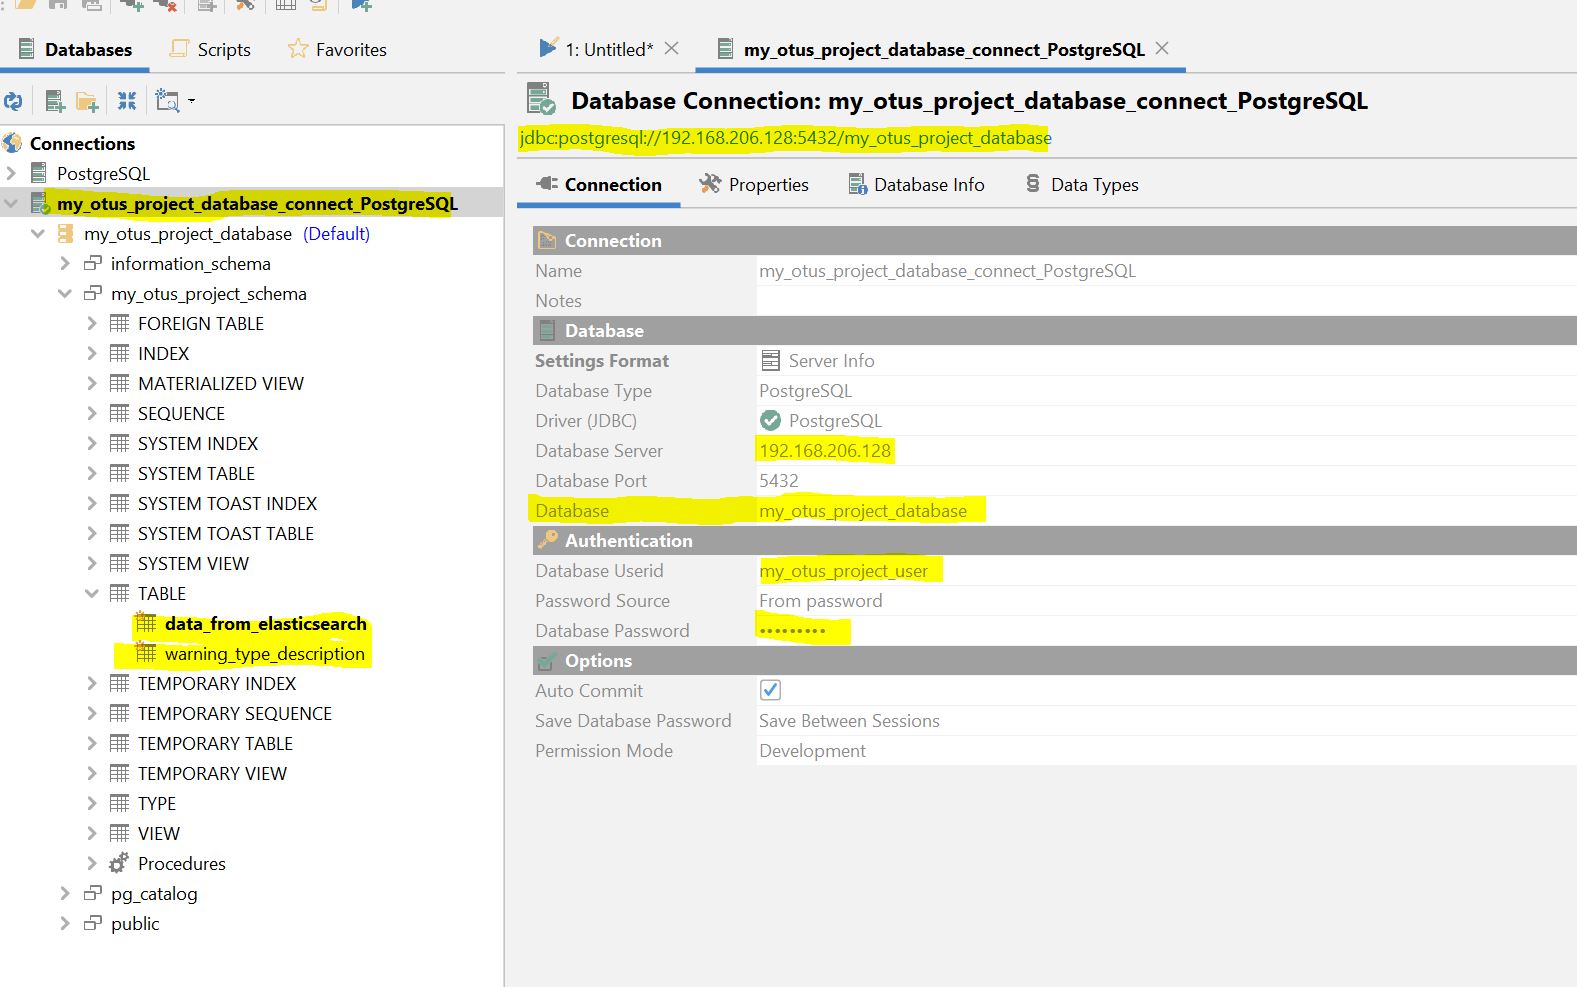 Databases Scripts Favorites
1: Untitled* my_otus_project_database_connect_PostgreSQL
Database Connection: my_otus_project_database_connect_PostgreSQL
jdbc:postgresql://192.168.206.128:5432/my_otus_project_database
Connections
PostgreSQL
my_otus_project_database_connect_PostgreSQL
my_otus_project_database (Default)
information_schema
my_otus_project_schema
FOREIGN TABLE
INDEX
MATERIALIZED VIEW
SEQUENCE
SYSTEM INDEX
SYSTEM TABLE
SYSTEM TOAST INDEX
SYSTEM TOAST TABLE
SYSTEM VIEW
TABLE
data_from_elasticsearch
warning_type_description
TEMPORARY INDEX
TEMPORARY SEQUENCE
TEMPORARY TABLE
TEMPORARY VIEW
TYPE
VIEW
Procedures
pg_catalog
public
Connection Properties Database Info Data Types
Connection
Name my_otus_project_database_connect_PostgreSQL
Notes
Database
Settings Format Server Info
Database Type PostgreSQL
Driver (JDBC) PostgreSQL
Database Server 192.168.206.128
Database Port 5432
Database my_otus_project_database
Authentication
Database Userid my_otus_project_user
Password Source From password
Database Password •••••••••
Options
Auto Commit
Save Database Password Save Between Sessions
Permission Mode Development